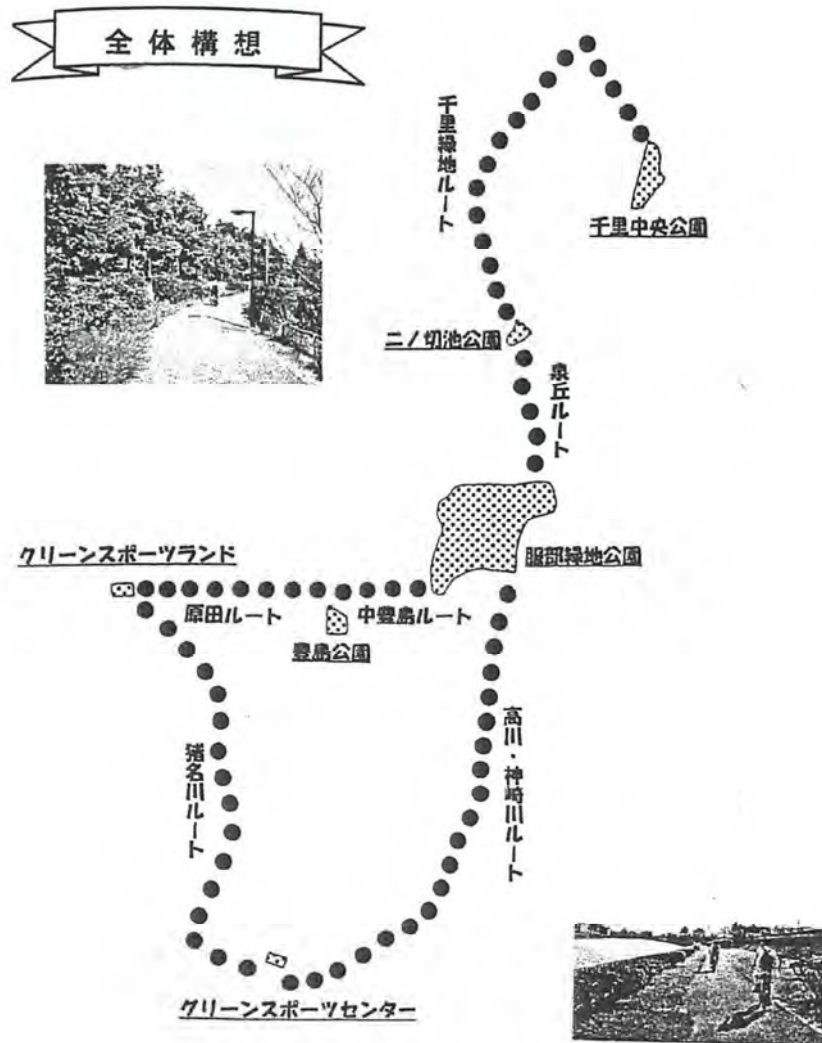 全体構想
千里緑地ルート
千里中央公園
二ノ切池公園
泉丘ルート
服部緑地公園
グリーンスポーツランド
原田ルート
中豊島ルート
豊島公園
猪名川ルート
高川・神崎川ルート
グリーンスポーツセンター